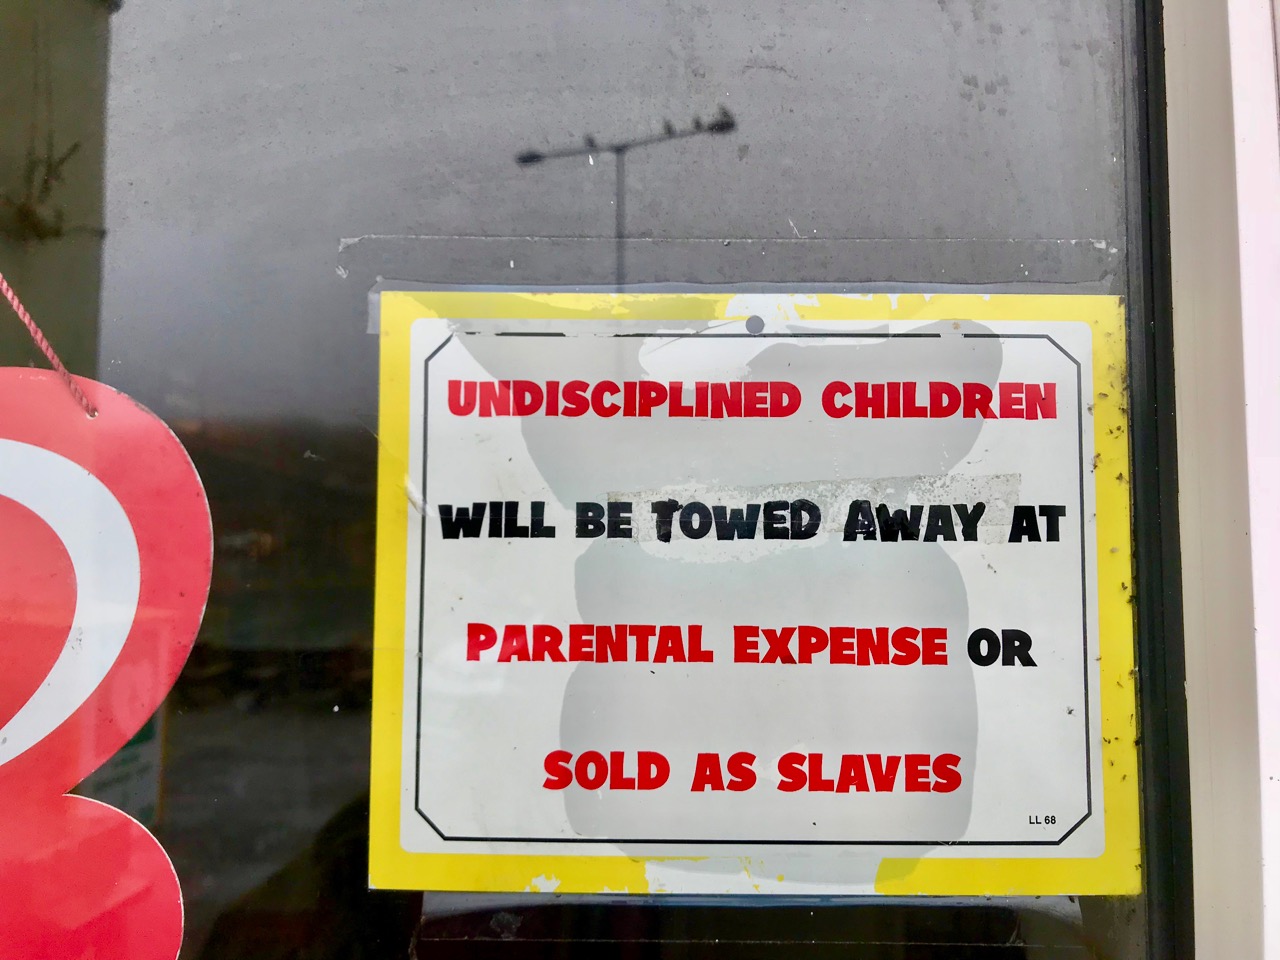 UNDISCIPLINED CHILDREN
WILL BE TOWED AWAY AT
PARENTAL EXPENSE OR
SOLD AS SLAVES
LL 68